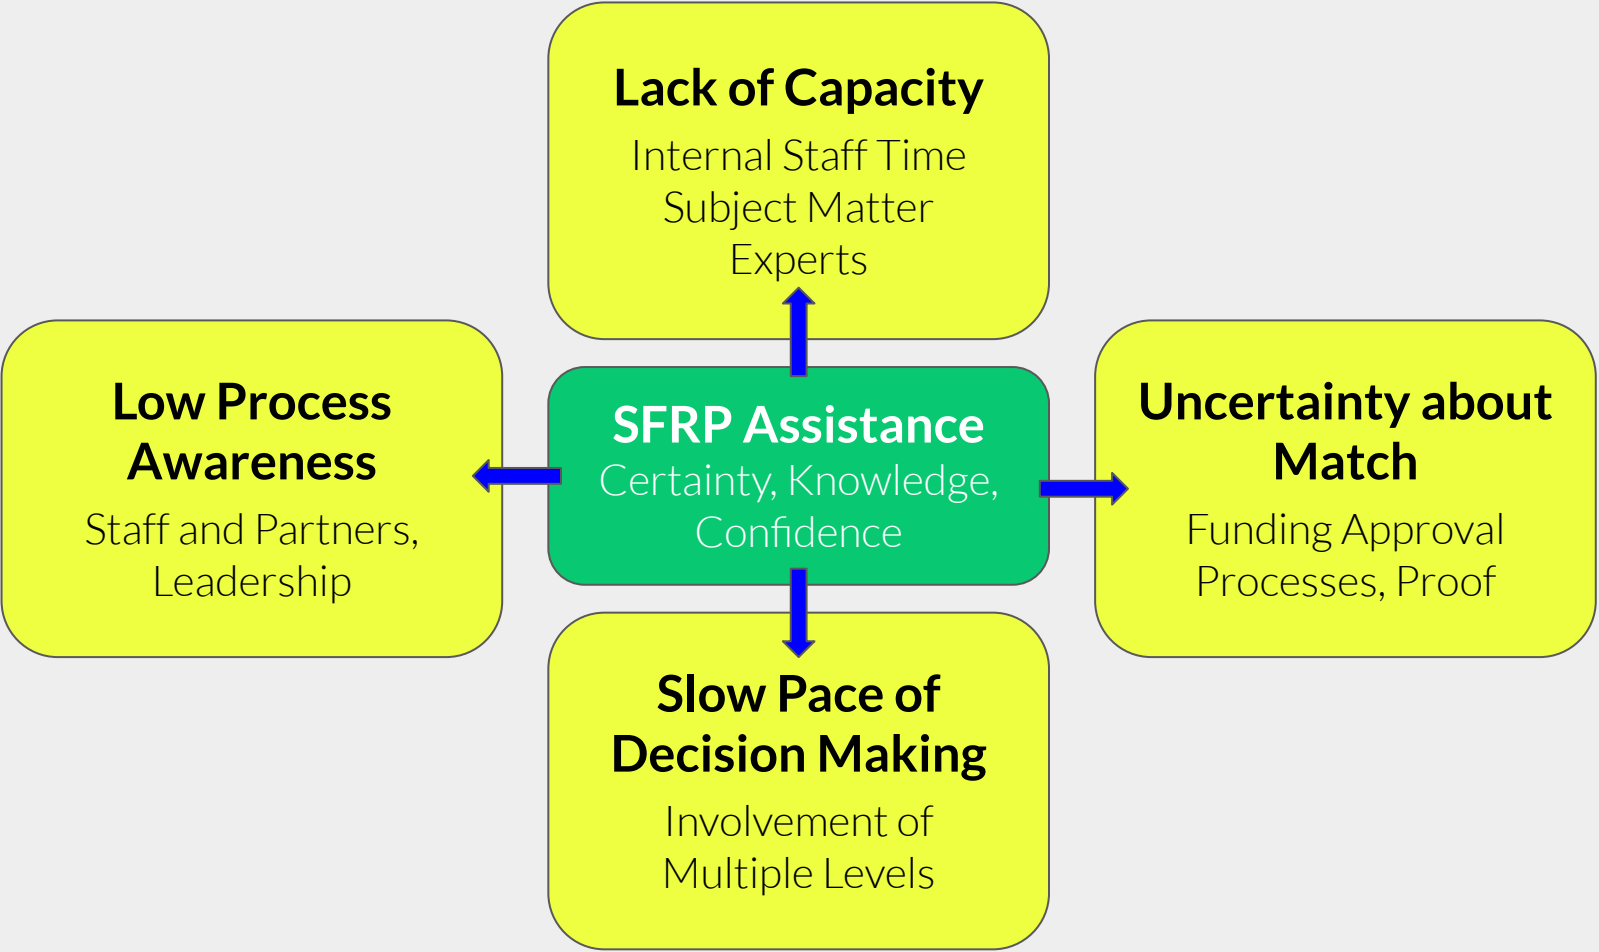 Lack of Capacity
Internal Staff Time
Subject Matter
Experts
Low Process
Awareness
Staff and Partners,
Leadership
SFRP Assistance
Certainty, Knowledge,
Confidence
Uncertainty about
Match
Funding Approval
Processes, Proof
Slow Pace of
Decision Making
Involvement of
Multiple Levels